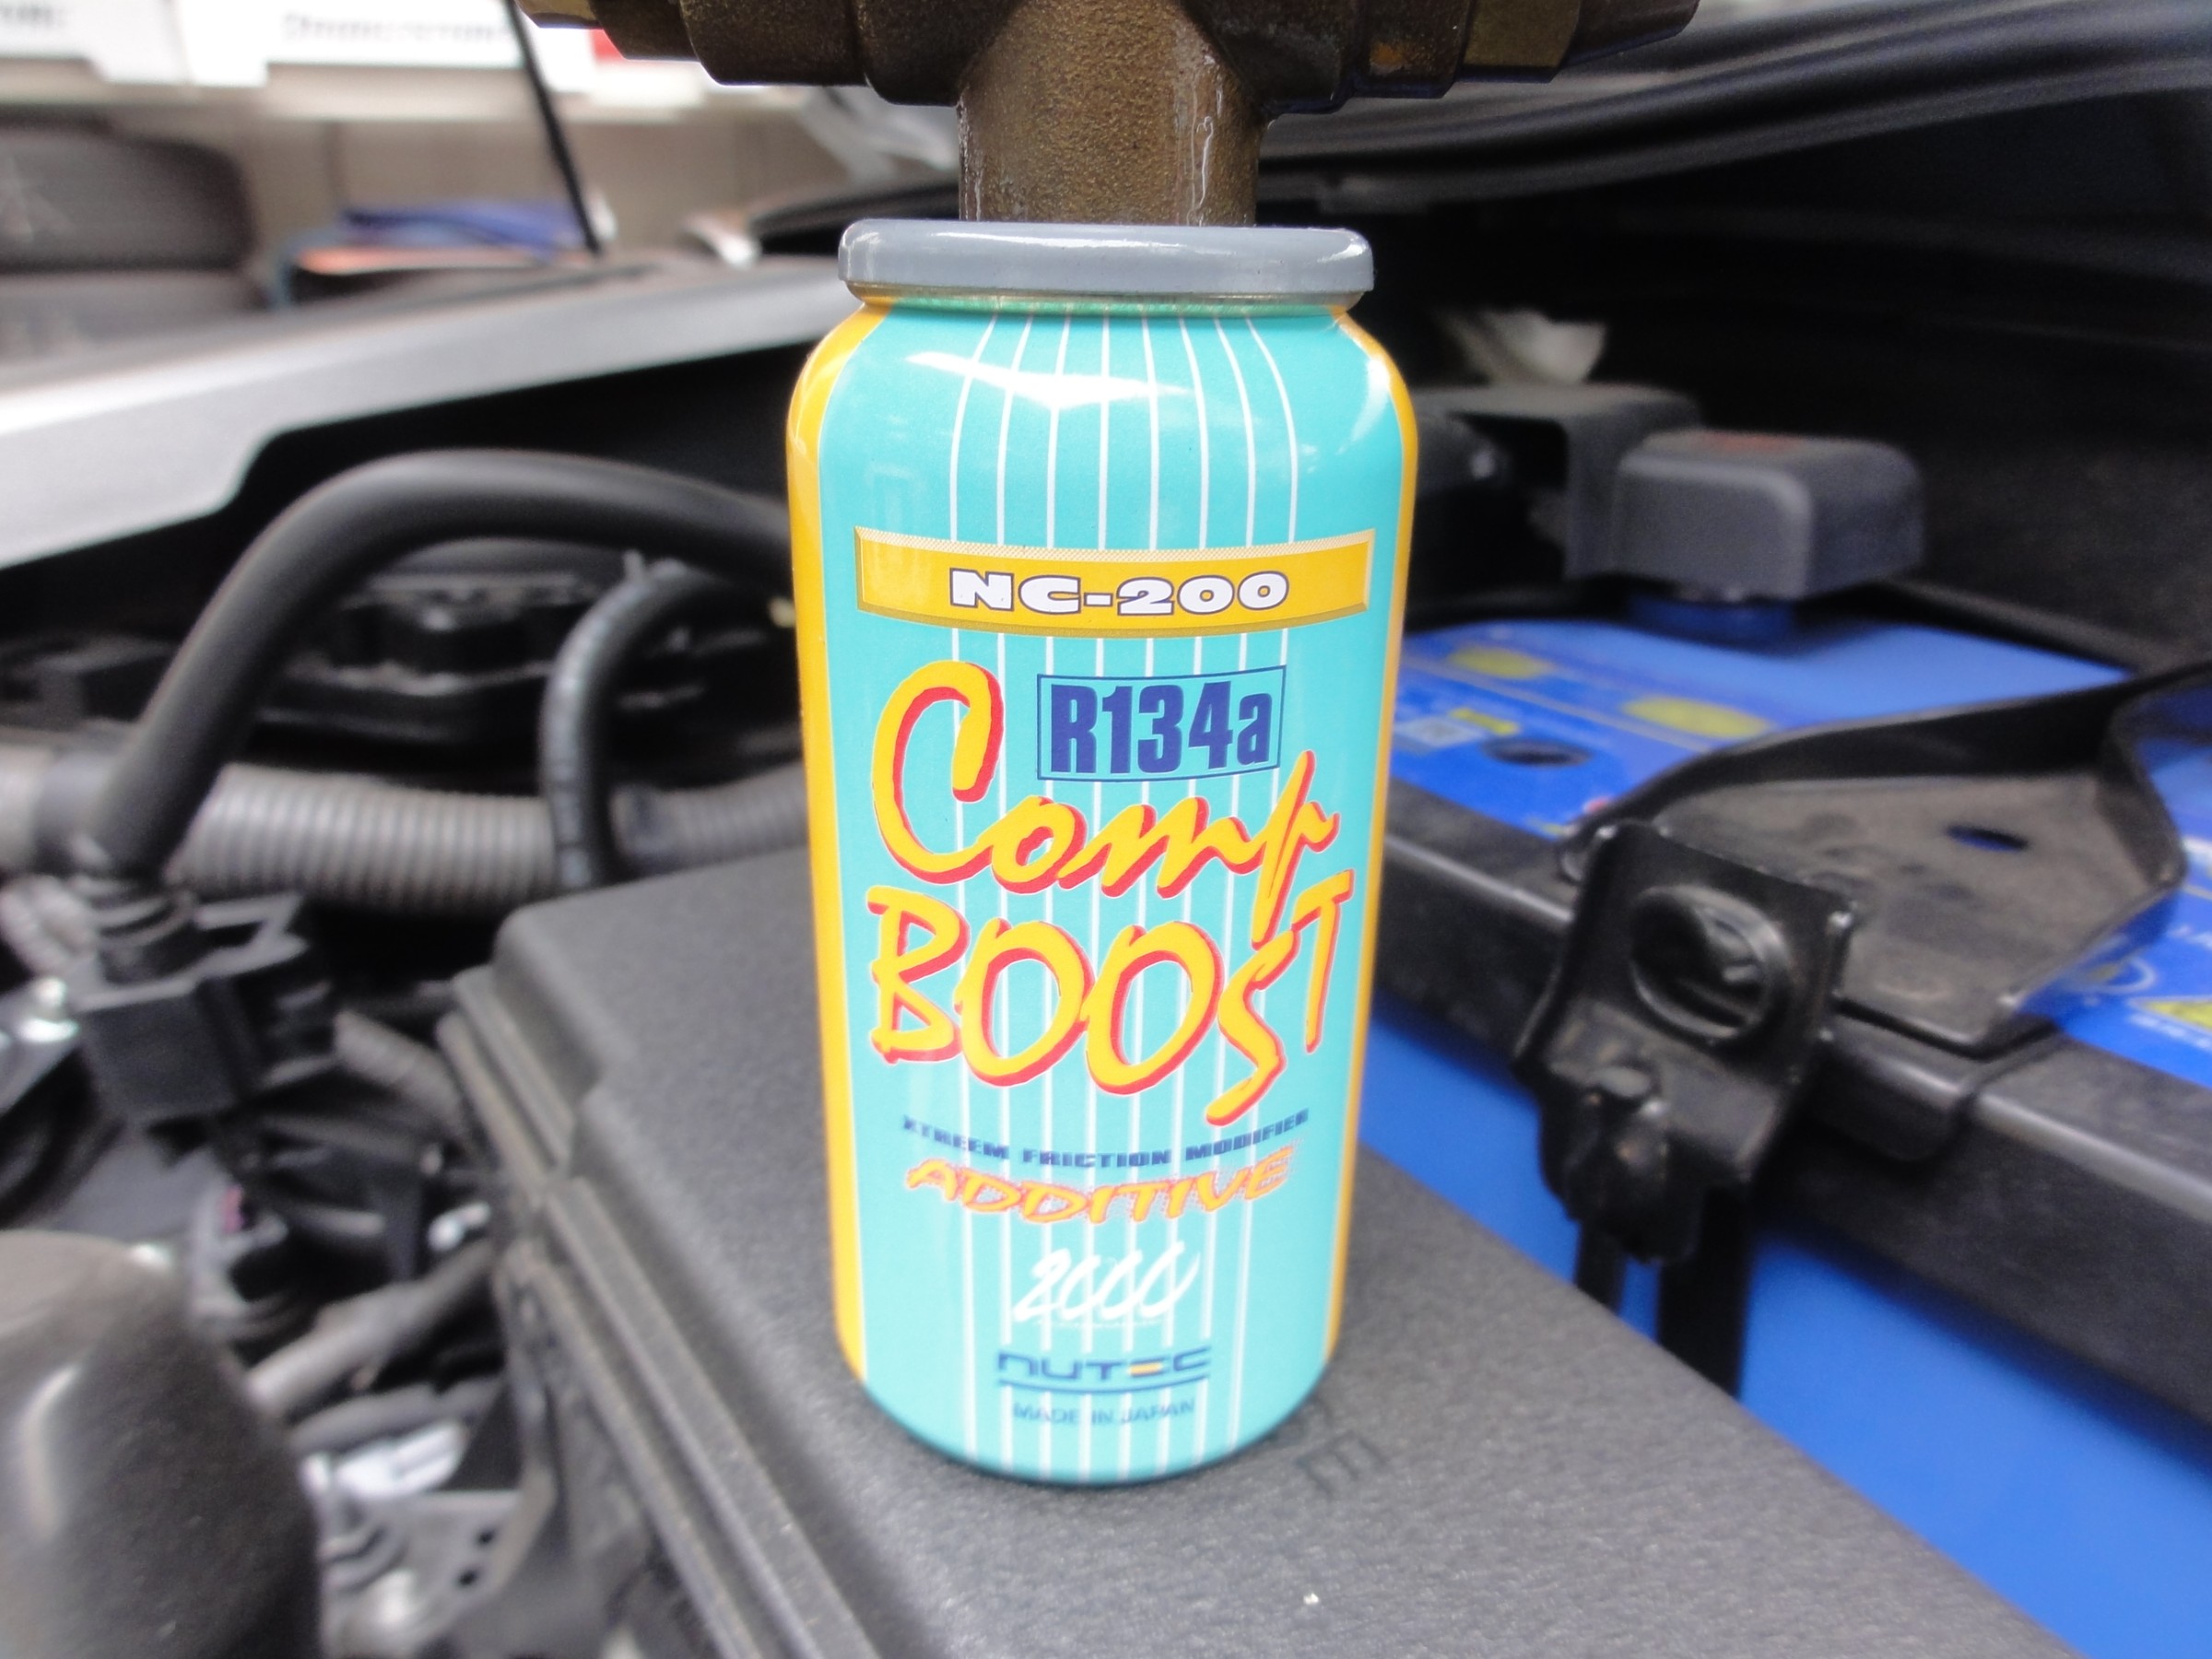 NC-200
R134a
Comp
BOOST
XTREEM FRICTION MODIFIER
ADDITIVE
2000
NUTEC
MADE IN JAPAN